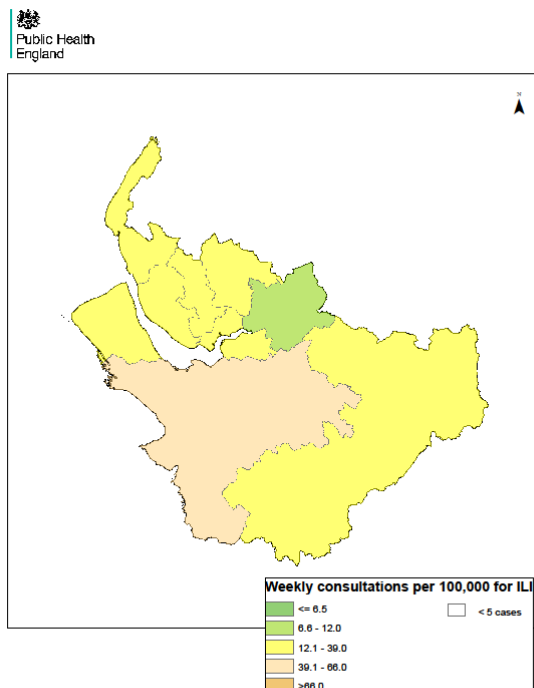 Public Health
England
Weekly consultations per 100,000 for ILI
<= 6.5
< 5 cases
6.6 - 12.0
12.1 - 39.0
39.1 - 66.0
>66.0